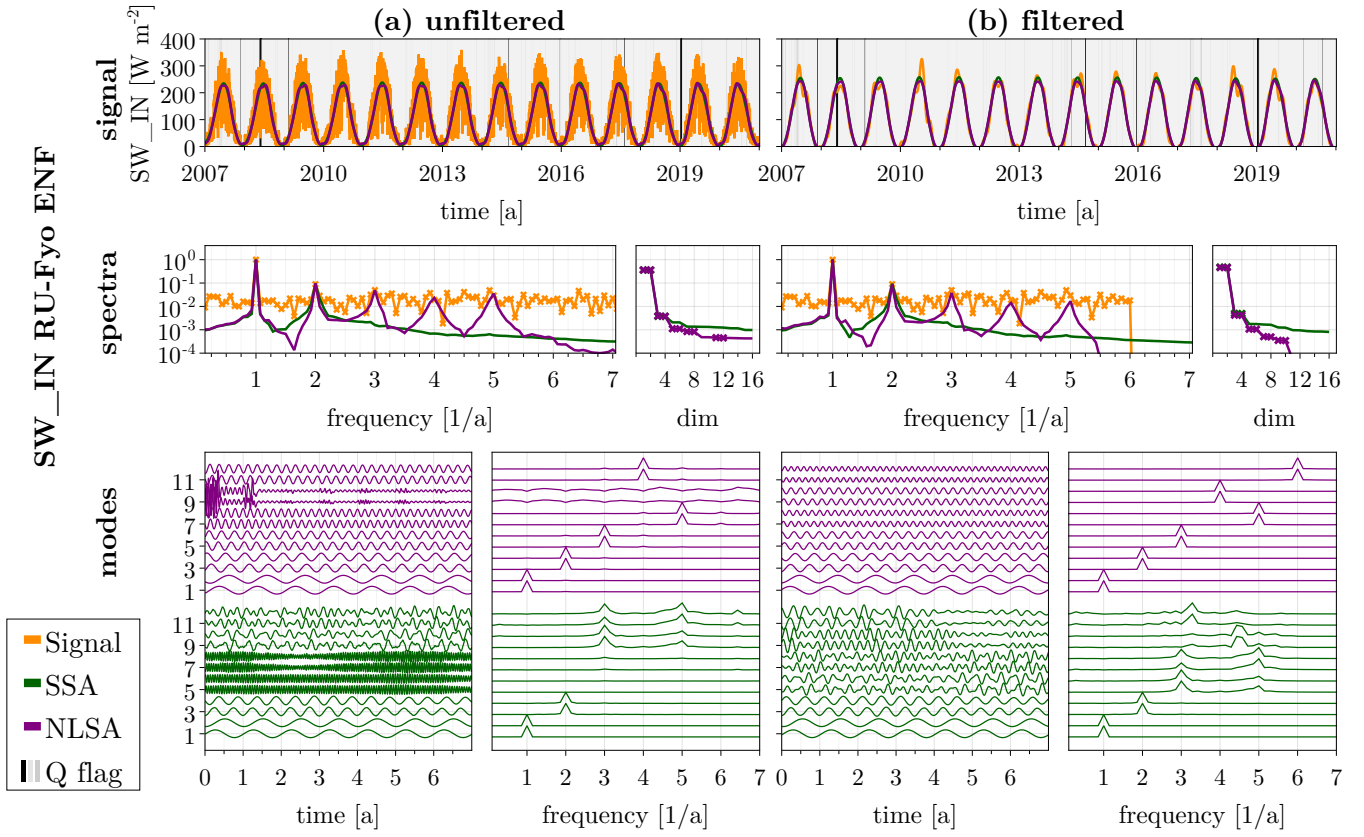 (a) unfiltered
(b) filtered
SW_IN RU-Fyo ENF
signal
SW_IN [W m-2]
400
300
200
100
0
2007 2010 2013 2016 2019
time [a]
2007 2010 2013 2016 2019
time [a]
spectra
10^0
10^-1
10^-2
10^-3
10^-4
1 2 3 4 5 6 7
frequency [1/a]
4 8 12 16
dim
1 2 3 4 5 6 7
frequency [1/a]
4 8 12 16
dim
modes
11
9
7
5
3
1
11
9
7
5
3
1
0 1 2 3 4 5 6
time [a]
1 2 3 4 5 6 7
frequency [1/a]
0 1 2 3 4 5 6
time [a]
1 2 3 4 5 6 7
frequency [1/a]
Signal
SSA
NLSA
Q flag